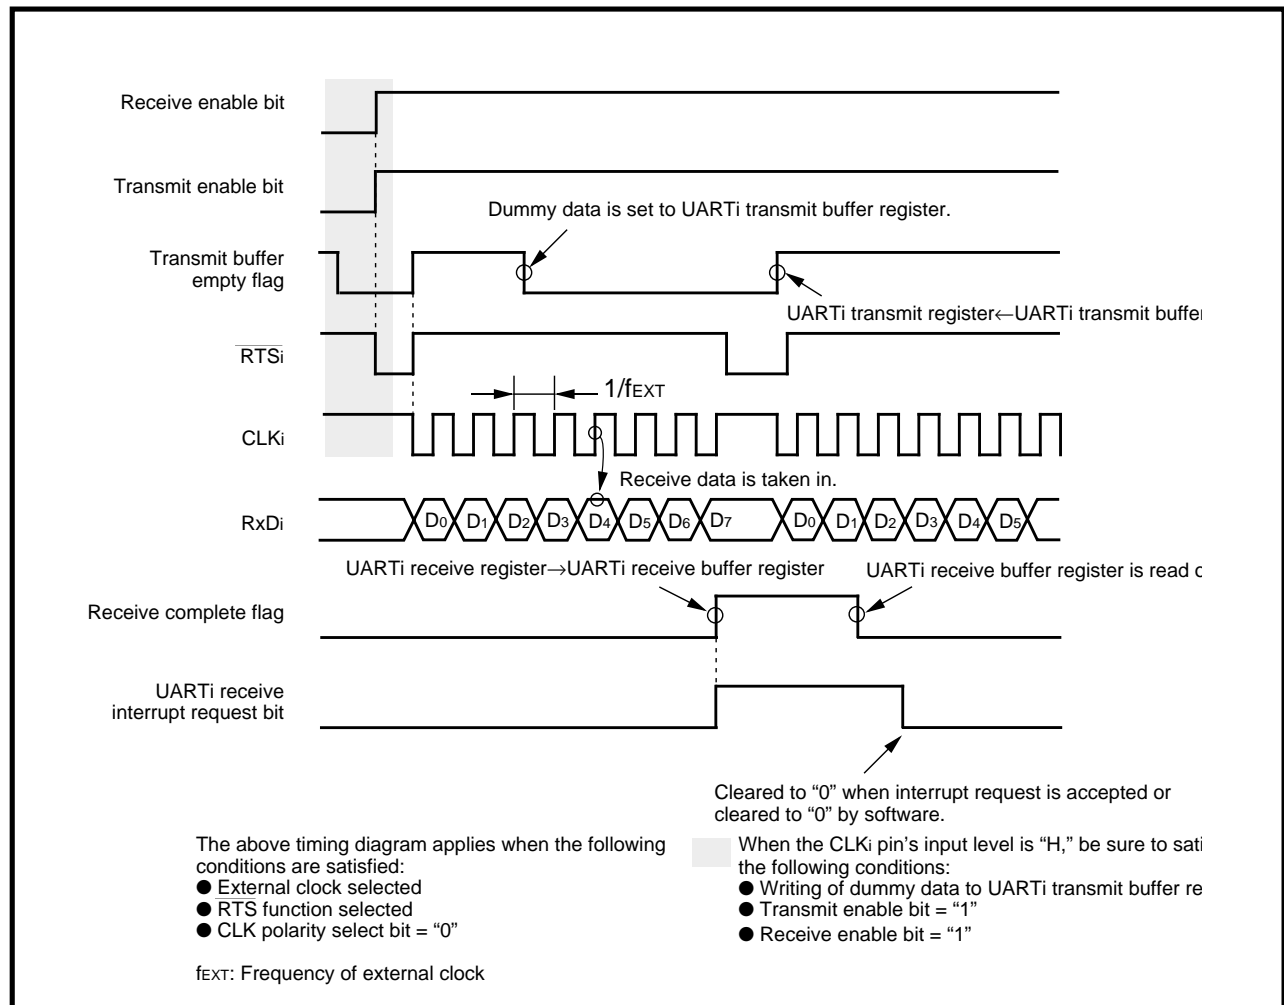 Receive enable bit
Transmit enable bit
Dummy data is set to UARTi transmit buffer register.
Transmit buffer
empty flag
UARTi transmit register←UARTi transmit buffer
RTSi
1/fEXT
CLKi
Receive data is taken in.
RxDi
D0 D1 D2 D3 D4 D5 D6 D7 D0 D1 D2 D3 D4 D5
UARTi receive register→UARTi receive buffer register
UARTi receive buffer register is read
Receive complete flag
UARTi receive
interrupt request bit
Cleared to “0” when interrupt request is accepted or
cleared to “0” by software.
The above timing diagram applies when the following
conditions are satisfied:
● External clock selected
● RTS function selected
● CLK polarity select bit = “0”
fEXT: Frequency of external clock
When the CLKi pin’s input level is “H,” be sure to
the following conditions:
● Writing of dummy data to UARTi transmit buffer
● Transmit enable bit = “1”
● Receive enable bit = “1”